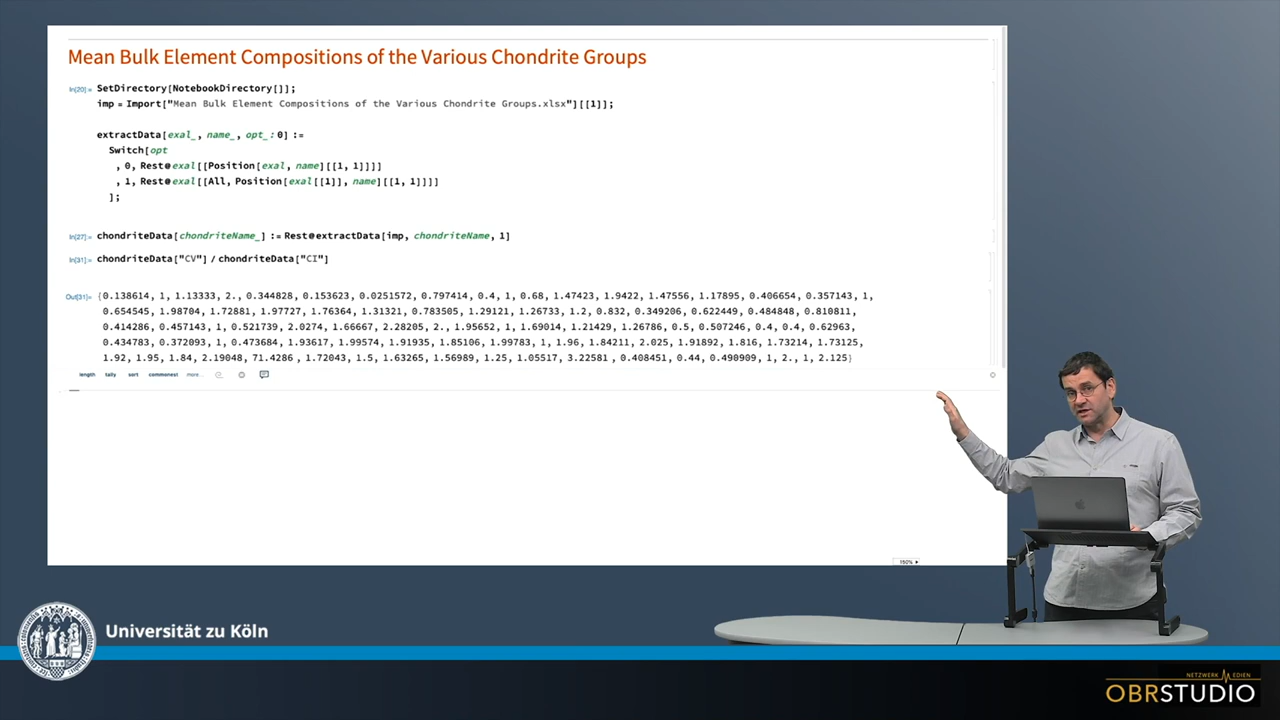 Mean Bulk Element Compositions of the Various Chondrite Groups
In[20]:= SetDirectory[NotebookDirectory[]];
imp = Import["Mean Bulk Element Compositions of the Various Chondrite Groups.xlsx"][[1]];
extractData[exal_, name_, opt_: 0] :=
Switch[opt
, 0, Rest@exal[[Position[exal, name][[1, 1]]]]
, 1, Rest@exal[[All, Position[exal[[1]], name][[1, 1]]]]
];
In[27]:= chondriteData[chondriteName_] := Rest@extractData[imp, chondriteName, 1]
In[31]:= chondriteData["CV"] / chondriteData["CI"]
Out[31]= {0.138614, 1, 1.13333, 2., 0.344828, 0.153623, 0.0251572, 0.797414, 0.4, 1, 0.68, 1.47423, 1.9422, 1.47556, 1.17895, 0.406654, 0.357143, 1,
0.654545, 1.98704, 1.72881, 1.97727, 1.76364, 1.31321, 0.783505, 1.29121, 1.26733, 1.2, 0.832, 0.349206, 0.622449, 0.484848, 0.810811,
0.414286, 0.457143, 1, 0.521739, 2.0274, 1.66667, 2.28205, 2., 1.95652, 1, 1.69014, 1.21429, 1.26786, 0.5, 0.507246, 0.4, 0.4, 0.62963,
0.434783, 0.372093, 1, 0.473684, 1.93617, 1.99574, 1.91935, 1.85106, 1.99783, 1, 1.96, 1.84211, 2.025, 1.91892, 1.816, 1.73214, 1.73125,
1.92, 1.95, 1.84, 2.19048, 71.4286, 1.72043, 1.5, 1.63265, 1.56989, 1.25, 1.05517, 3.22581, 0.408451, 0.44, 0.490909, 1, 2., 1, 2.125}
length tally sort commonest more...
150%
Universität zu Köln
NETZWERK MEDIEN
OBRSTUDIO